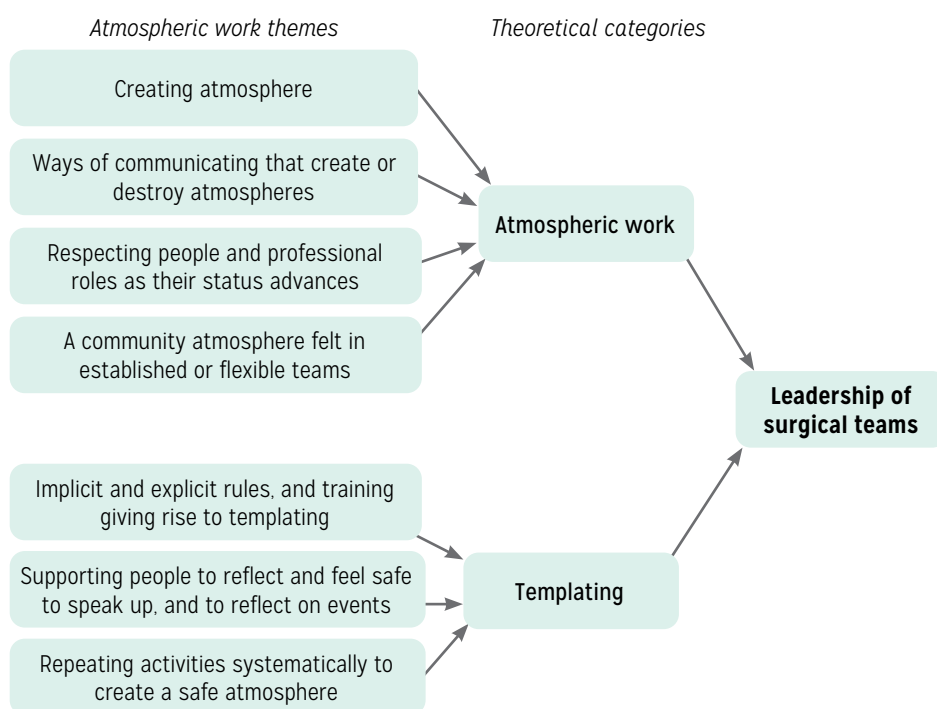 Atmospheric work themes
Theoretical categories
Creating atmosphere
Ways of communicating that create or
destroy atmospheres
Respecting people and professional
roles as their status advances
A community atmosphere felt in
established or flexible teams
Atmospheric work
Implicit and explicit rules, and training
giving rise to templating
Supporting people to reflect and feel safe
to speak up, and to reflect on events
Repeating activities systematically to
create a safe atmosphere
Templating
Leadership of
surgical teams